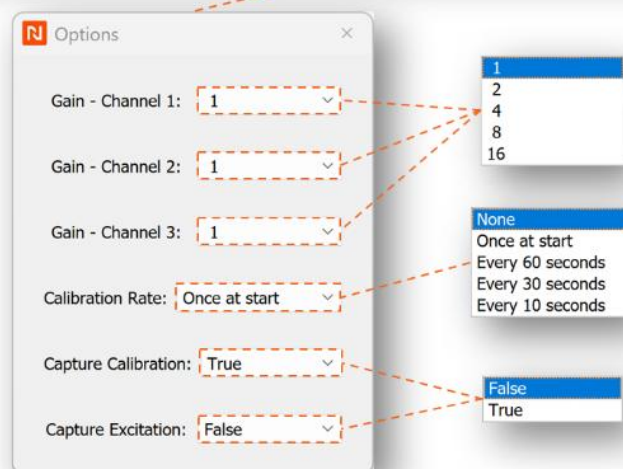 N Options
Gain - Channel 1: 1
Gain - Channel 2: 1
Gain - Channel 3: 1
Calibration Rate: Once at start
Capture Calibration: True
Capture Excitation: False
1
2
4
8
16
None
Once at start
Every 60 seconds
Every 30 seconds
Every 10 seconds
False
True